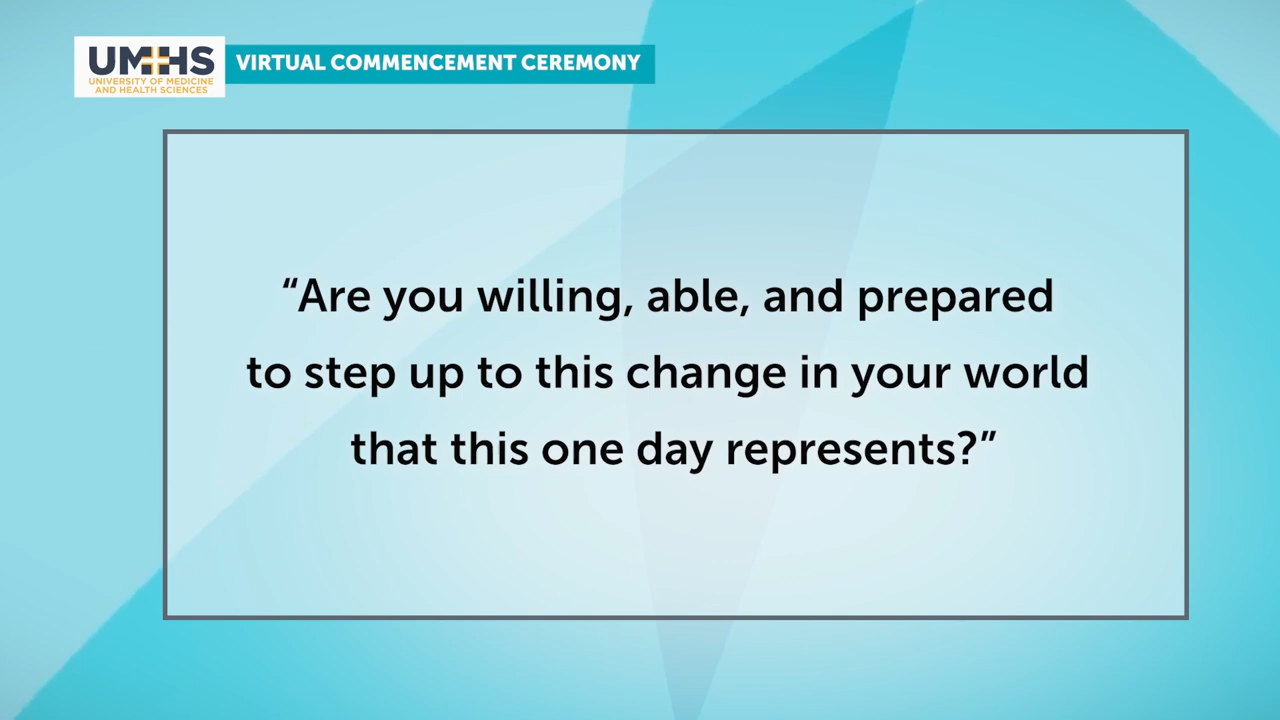 UMHS
UNIVERSITY OF MEDICINE
AND HEALTH SCIENCES
VIRTUAL COMMENCEMENT CEREMONY
“Are you willing, able, and prepared
to step up to this change in your world
that this one day represents?”